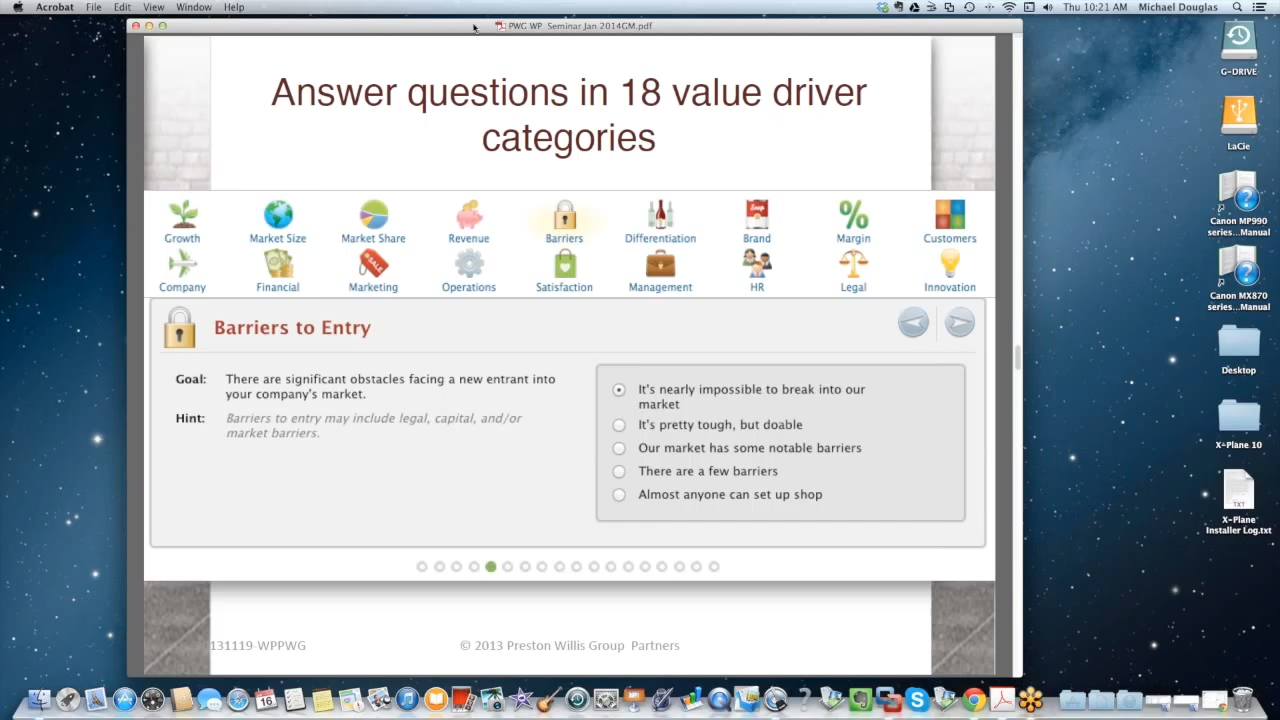 Acrobat File Edit View Window Help Thu 10:21 AM Michael Douglas
PWG WP Seminar Jan 2014GM.pdf
Answer questions in 18 value driver
categories
Growth Market Size Market Share Revenue Barriers Differentiation Brand Margin Customers
Company Financial Marketing Operations Satisfaction Management HR Legal Innovation
Barriers to Entry
Goal: There are significant obstacles facing a new entrant into
your company's market.
Hint: Barriers to entry may include legal, capital, and/or
market barriers.
It's nearly impossible to break into our
market
It's pretty tough, but doable
Our market has some notable barriers
There are a few barriers
Almost anyone can set up shop
131119-WPPWG © 2013 Preston Willis Group Partners
G-DRIVE
LaCie
Canon MP990
series...Manual
Canon MX870
series...Manual
Desktop
X-Plane 10
TXT
X-Plane
Installer Log.txt
SALE
16